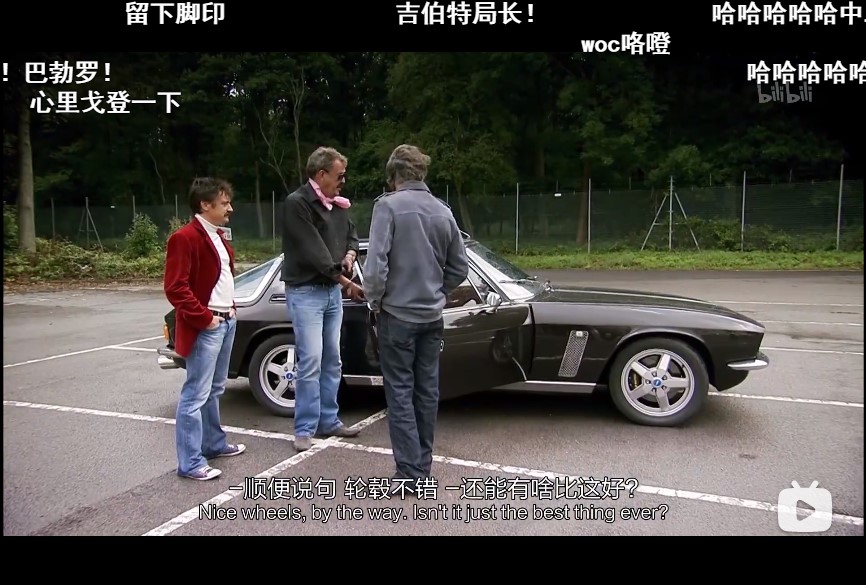 留下脚印
吉伯特局长！
哈哈哈哈哈中
woc咯噔
！巴勃罗！
哈哈哈哈哈
心里戈登一下
bilibili
-顺便说句 轮毂不错 -还能有啥比这好?
Nice wheels, by the way. Isn't it just the best thing ever?